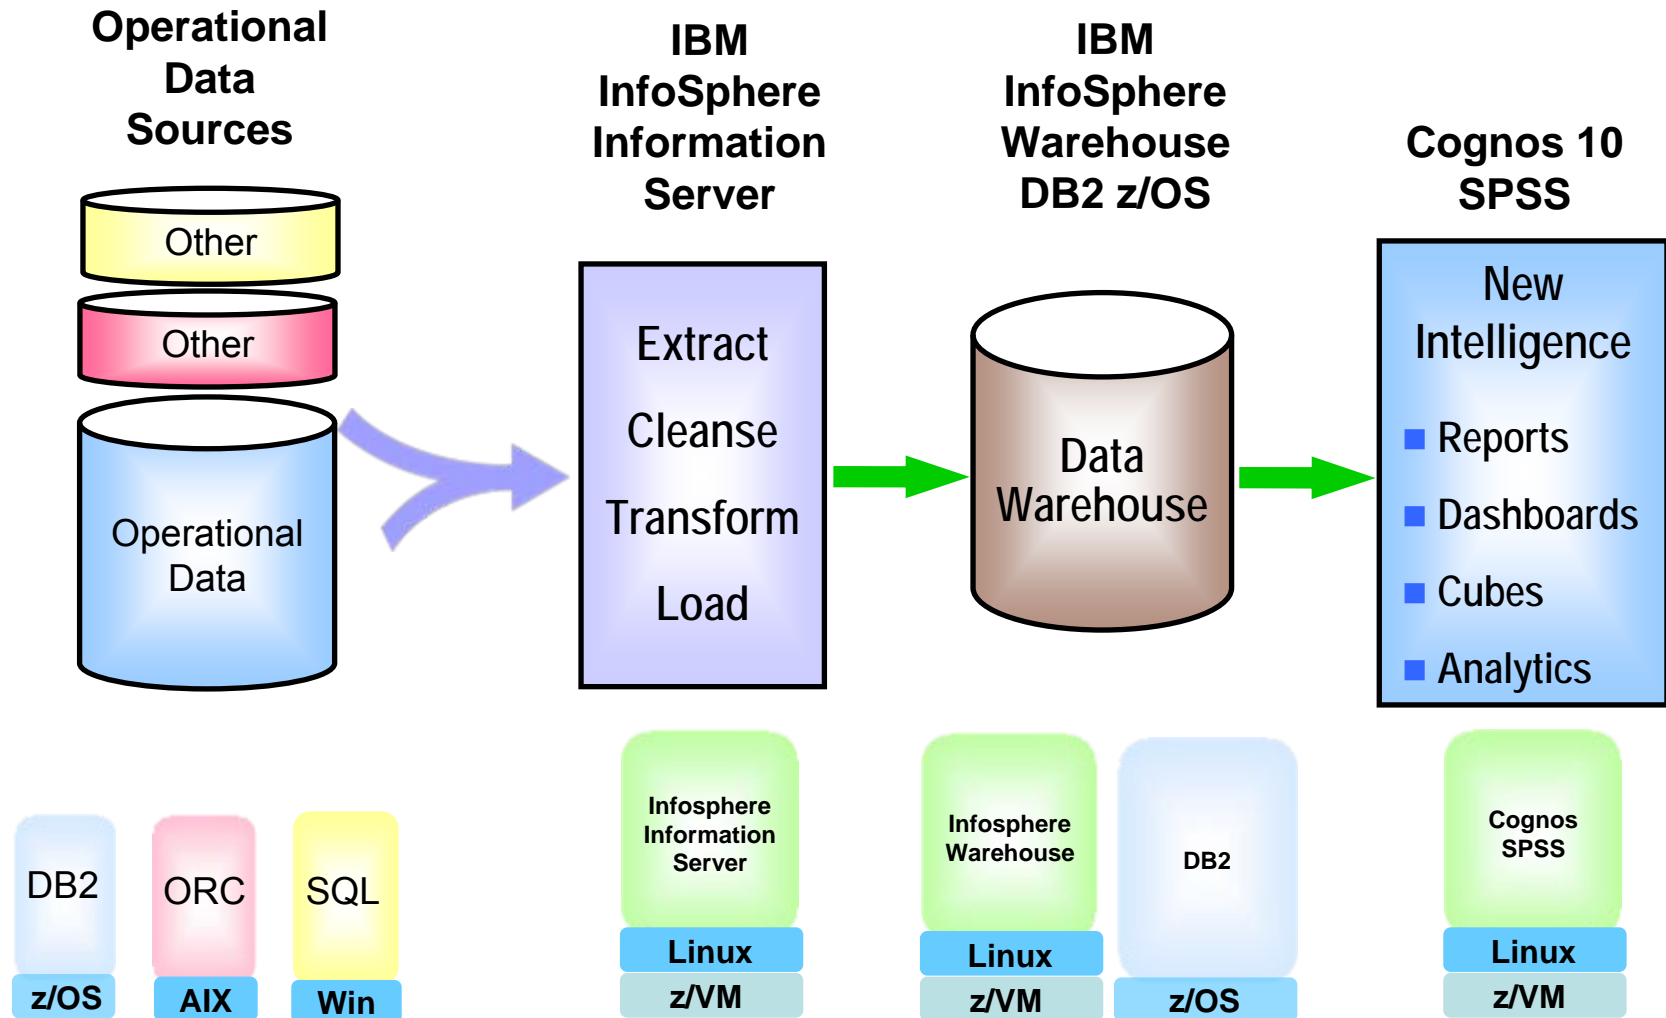 Operational
Data
Sources
IBM
InfoSphere
Information
Server
IBM
InfoSphere
Warehouse
DB2 z/OS
Cognos 10
SPSS
Other
Other
Operational
Data
Extract
Cleanse
Transform
Load
Data
Warehouse
New
Intelligence
Reports
Dashboards
Cubes
Analytics
DB2
z/OS
ORC
AIX
SQL
Win
Infosphere
Information
Server
Linux
z/VM
Infosphere
Warehouse
Linux
z/VM
DB2
z/OS
Cognos
SPSS
Linux
z/VM